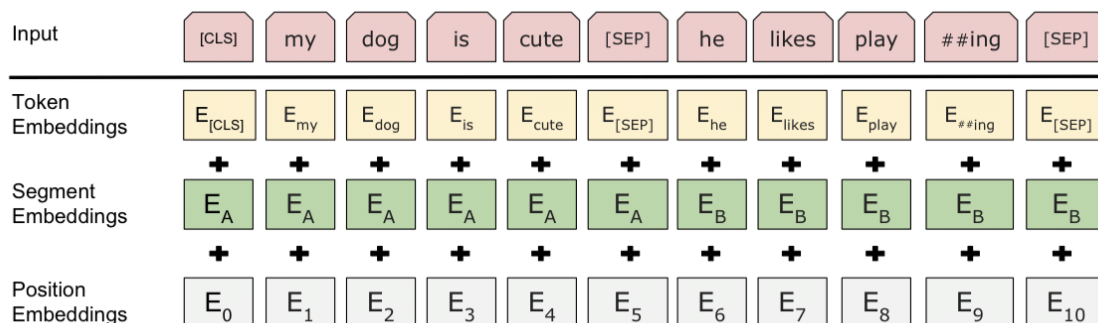 Input [CLS] my dog is cute [SEP] he likes play ##ing [SEP]
Token Embeddings E[CLS] Emy Edog Eis Ecute E[SEP] Ehe Elikes Eplay E##ing E[SEP]
+ + + + + + + + + + +
Segment Embeddings EA EA EA EA EA EA EB EB EB EB EB
+ + + + + + + + + + +
Position Embeddings E0 E1 E2 E3 E4 E5 E6 E7 E8 E9 E10